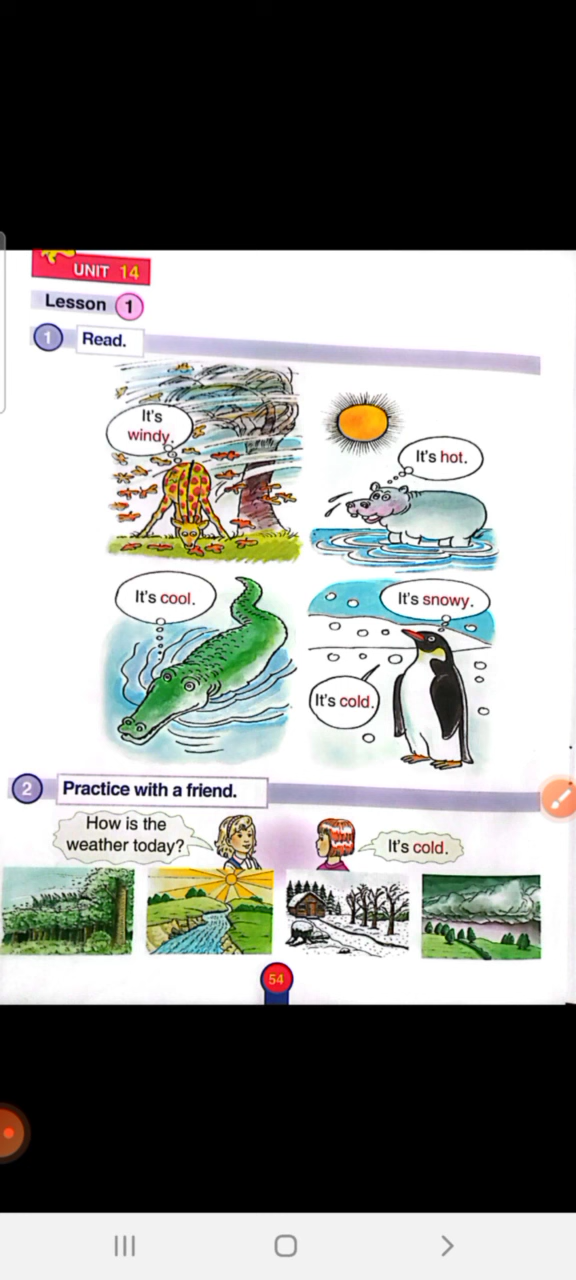 UNIT 14
Lesson 1
1 Read.
It's
windy.
It's hot.
It's cool.
It's snowy.
It's cold.
2 Practice with a friend.
How is the
weather today?
It's cold.
54